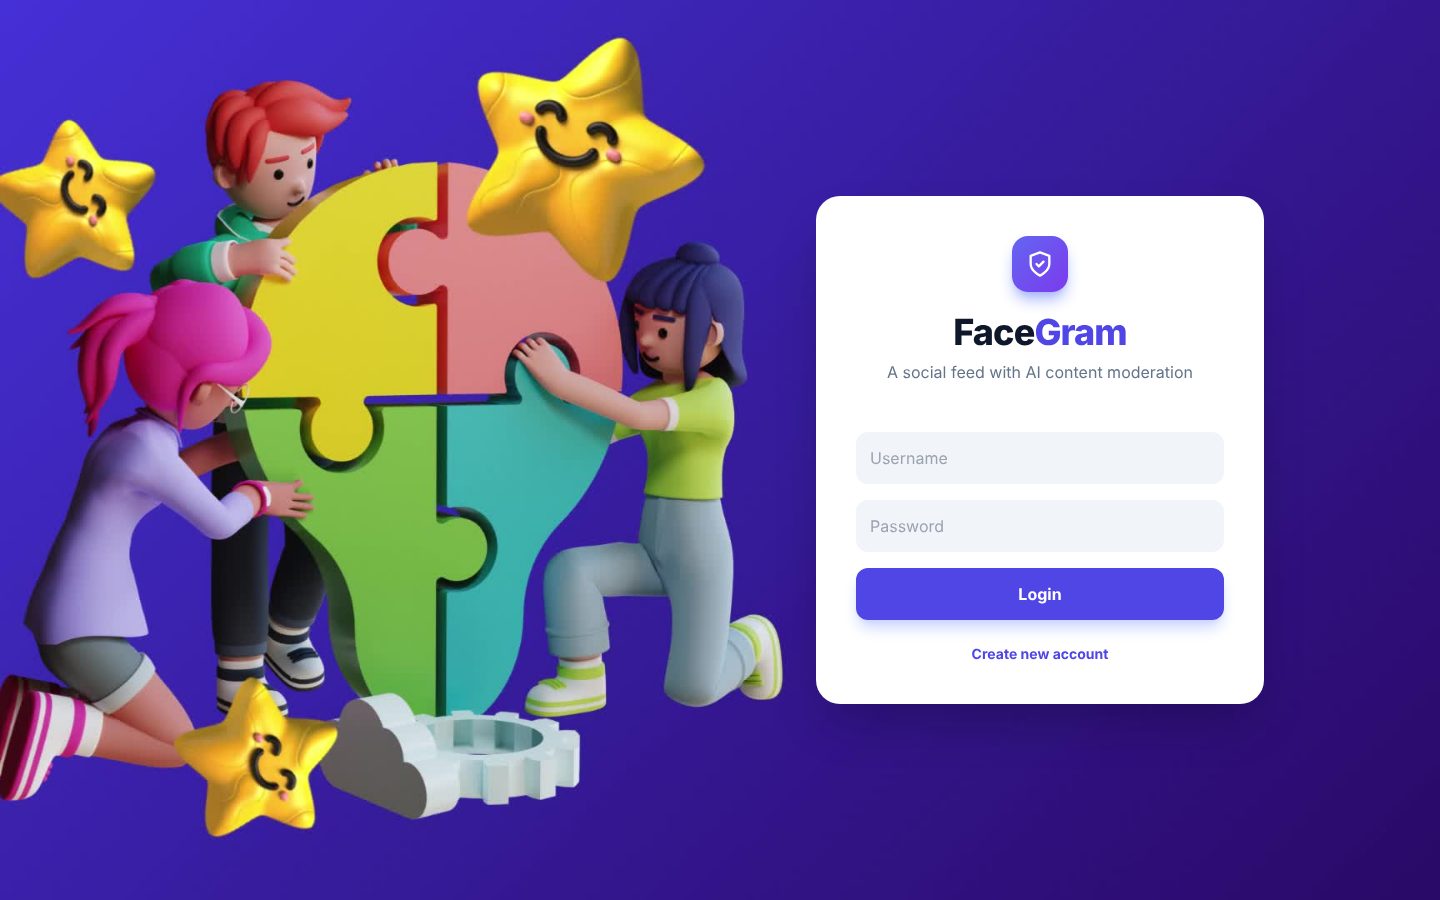 FaceGram
A social feed with AI content moderation
Username
Password
Login
Create new account